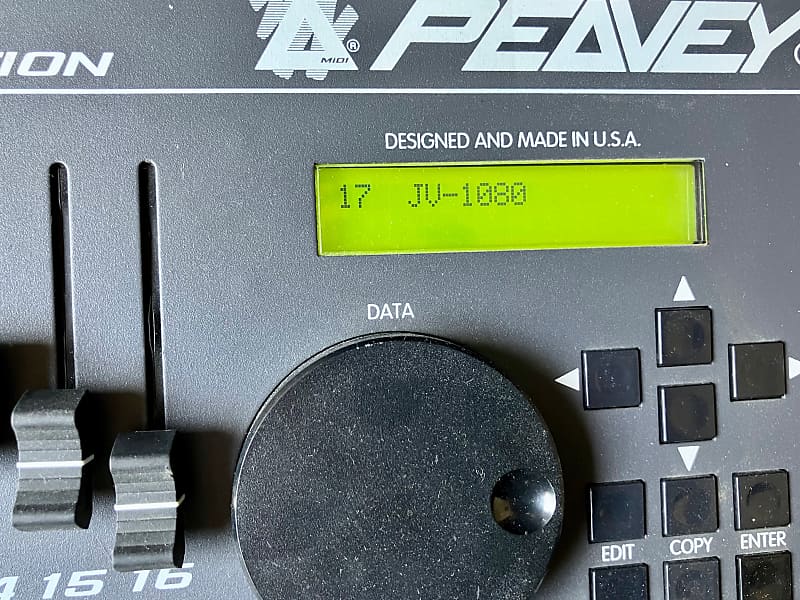 ION
MIDI ® PEAVEY
DESIGNED AND MADE IN U.S.A.
17 JV-1080
DATA
EDIT COPY ENTER
4 15 16